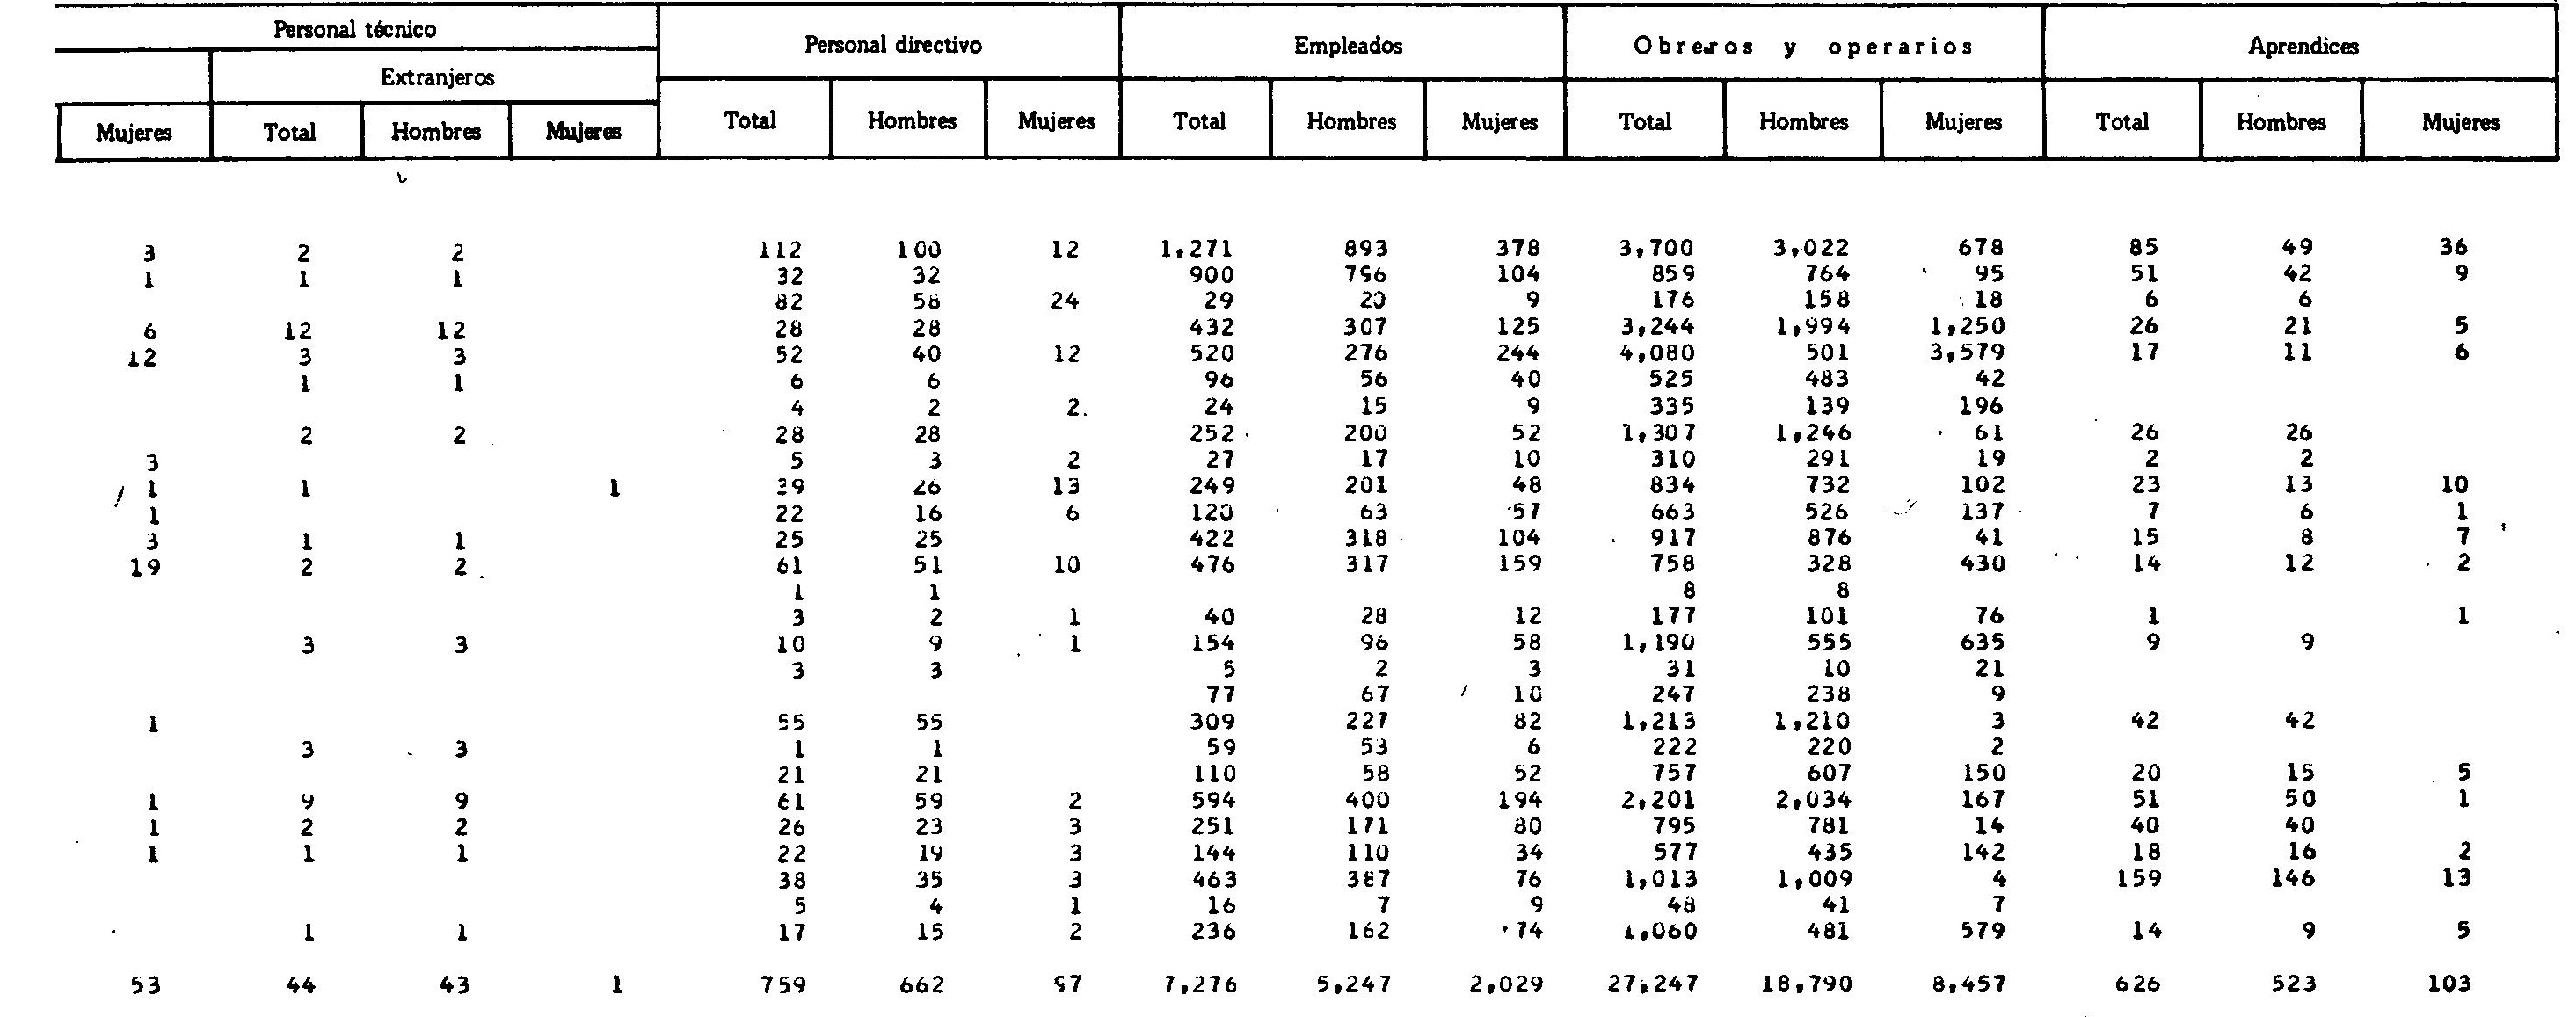 Personal técnico
Personal directivo Empleados Obreros y operarios Aprendices
Extranjeros
Mujeres Total Hombres Mujeres Total Hombres Mujeres Total Hombres Mujeres Total Hombres Mujeres Total Hombres Mujeres
3 2 2 112 100 12 1,271 893 378 3,700 3,022 678 85 49 36
1 1 1 32 32 900 796 104 859 764 95 51 42 9
82 58 24 29 20 9 176 158 18 6 6
6 12 12 28 28 432 307 125 3,244 1,994 1,250 26 21 5
12 3 3 52 40 12 520 276 244 4,080 501 3,579 17 11 6
1 1 6 6 96 56 40 525 483 42
4 2 2 24 15 9 335 139 196
2 2 28 28 252 200 52 1,307 1,246 61 26 26
3 5 3 2 27 17 10 310 291 19 2 2
1 1 1 39 26 13 249 201 48 834 732 102 23 13 10
1 22 16 6 120 63 57 663 526 137 7 6 1
3 1 1 25 25 422 318 104 917 876 41 15 8 7
19 2 2 61 51 10 476 317 159 758 328 430 14 12 2
1 1 8 8
3 2 1 40 28 12 177 101 76 1 1
3 3 10 9 1 154 96 58 1,190 555 635 9 9
3 3 5 2 3 31 10 21
77 67 10 247 238 9
1 55 55 309 227 82 1,213 1,210 3 42 42
3 3 1 1 59 53 6 222 220 2
21 21 110 58 52 757 607 150 20 15 5
1 9 9 61 59 2 594 400 194 2,201 2,034 167 51 50 1
1 2 2 26 23 3 251 171 80 795 781 14 40 40
1 1 1 22 19 3 144 110 34 577 435 142 18 16 2
38 35 3 463 387 76 1,013 1,009 4 159 146 13
5 4 1 16 7 9 48 41 7
1 1 17 15 2 236 162 74 1,060 481 579 14 9 5
53 44 43 1 759 662 97 7,276 5,247 2,029 27,247 18,790 8,457 626 523 103